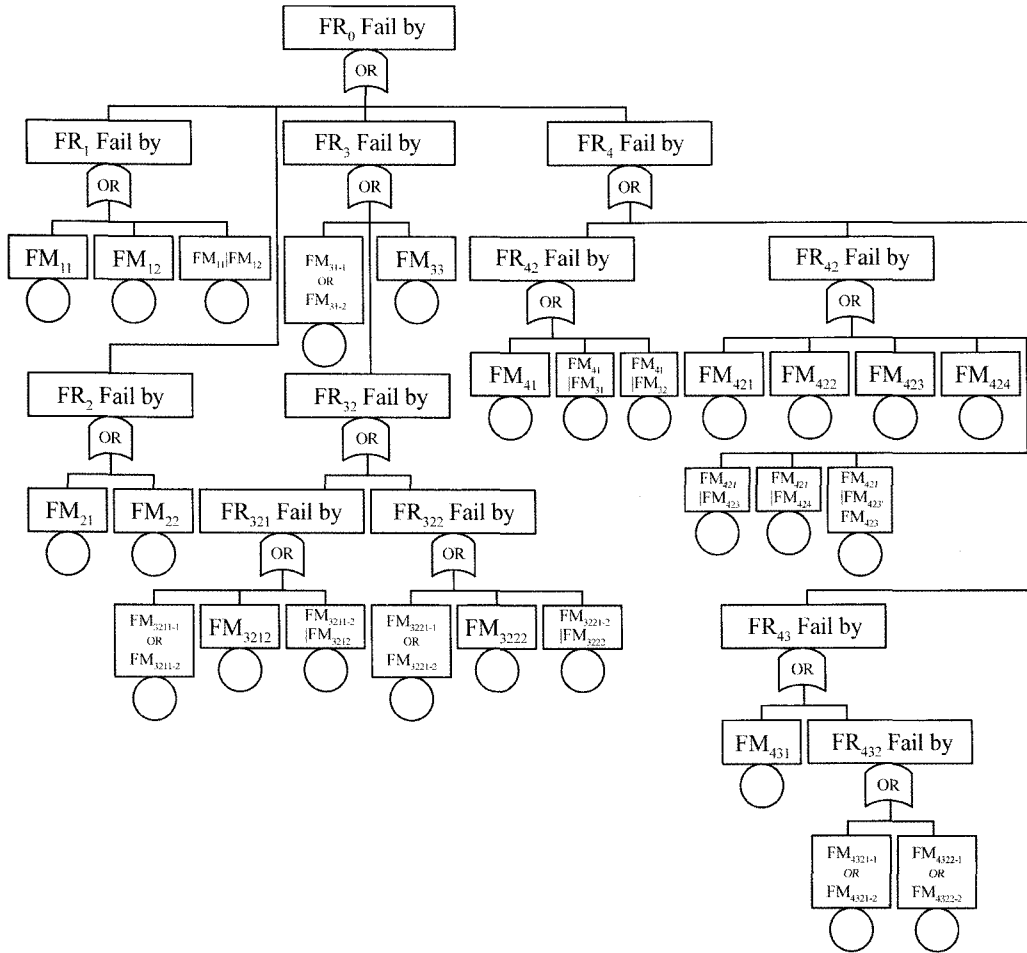 FR0 Fail by
OR
FR1 Fail by
FR3 Fail by
FR4 Fail by
OR
OR
OR
FM11
FM12
FM11|FM12
FM31-1
OR
FM31-2
FM33
FR42 Fail by
FR42 Fail by
OR
OR
FM41
FM41
|FM31
FM41
|FM32
FM421
FM422
FM423
FM424
FR2 Fail by
FR32 Fail by
OR
OR
FM421
|FM423
FM421
|FM424
FM421
|FM423'
FM423
FM21
FM22
FR321 Fail by
FR322 Fail by
OR
OR
FM3211-1
OR
FM3211-2
FM3212
FM3211-2
|FM3212
FM3221-1
OR
FM3221-2
FM3222
FM3221-2
|FM3222
FR43 Fail by
OR
FM431
FR432 Fail by
OR
FM4321-1
OR
FM4321-2
FM4322-1
OR
FM4322-2